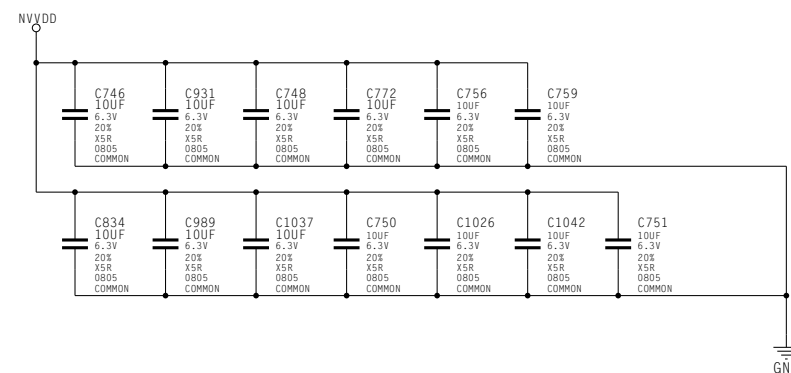 NVVDD
C746 C931 C748 C772 C756 C759
10UF 10UF 10UF 10UF 10UF 10UF
6.3V 6.3V 6.3V 6.3V 6.3V 6.3V
20% 20% 20% 20% 20% 20%
X5R X5R X5R X5R X5R X5R
0805 0805 0805 0805 0805 0805
COMMON COMMON COMMON COMMON COMMON COMMON
C834 C989 C1037 C750 C1026 C1042 C751
10UF 10UF 10UF 10UF 10UF 10UF 10UF
6.3V 6.3V 6.3V 6.3V 6.3V 6.3V 6.3V
20% 20% 20% 20% 20% 20% 20%
X5R X5R X5R X5R X5R X5R X5R
0805 0805 0805 0805 0805 0805 0805
COMMON COMMON COMMON COMMON COMMON COMMON COMMON
GN